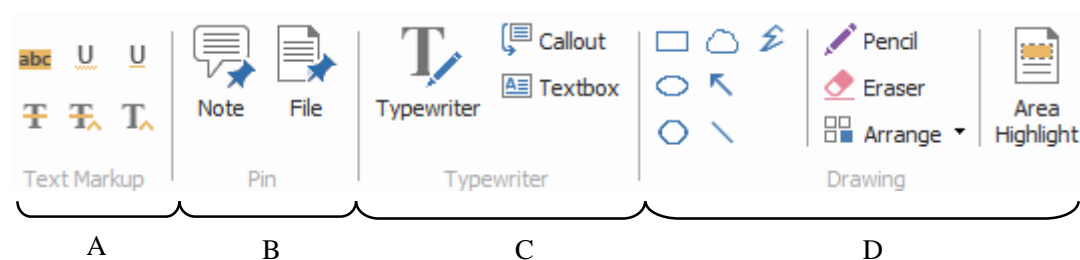 abc U U
T T T
Text Markup
Note File
Pin
T
Typewriter
Callout
Textbox
Typewriter
Pencil
Eraser
Arrange
Area
Highlight
Drawing
A B C D